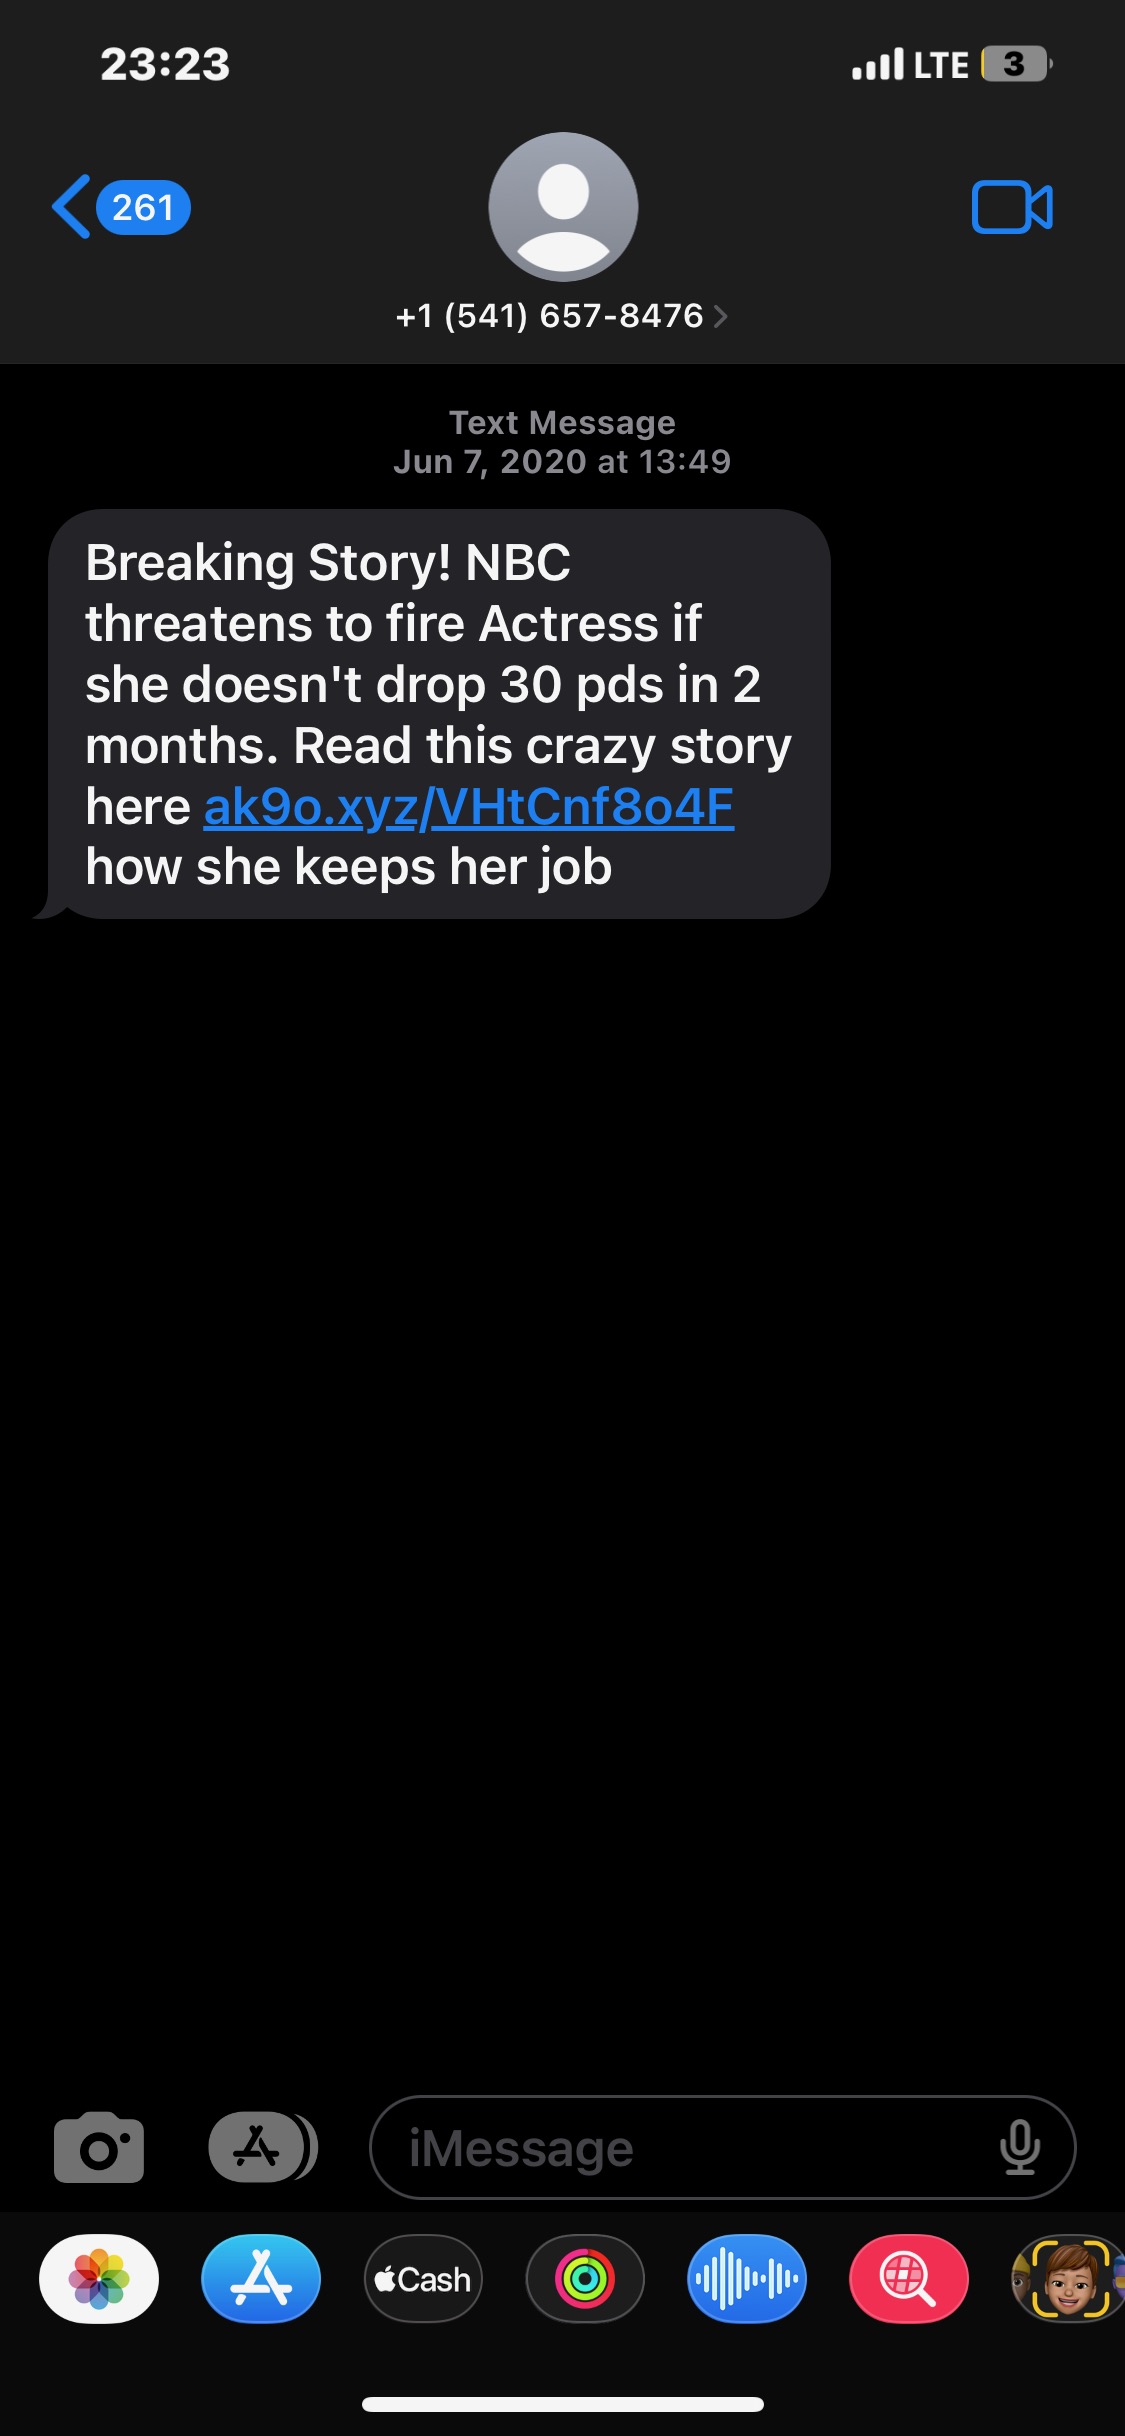 23:23
LTE 3
261
+1 (541) 657-8476
Text Message
Jun 7, 2020 at 13:49
Breaking Story! NBC
threatens to fire Actress if
she doesn't drop 30 pds in 2
months. Read this crazy story
here ak9o.xyz/VHtCnf8o4F
how she keeps her job
iMessage
Cash